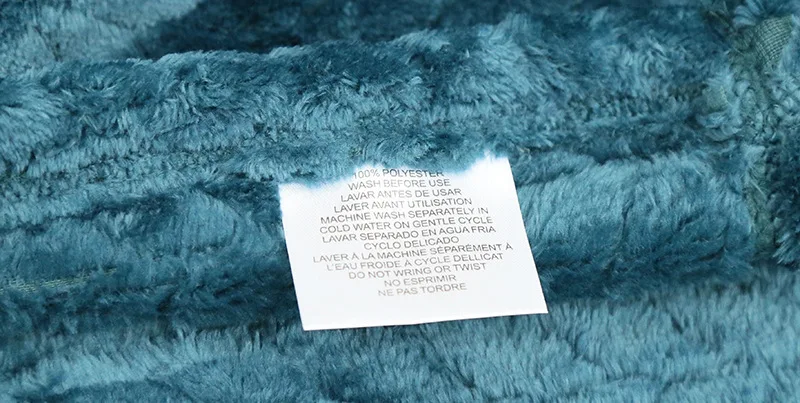 100% POLYESTER
WASH BEFORE USE
LAVAR ANTES DE USAR
LAVER AVANT UTILISATION
MACHINE WASH SEPARATELY IN
COLD WATER ON GENTLE CYCLE
LAVAR SEPARADO EN AGUA FRIA
CYCLO DELICADO
LAVER À LA MACHINE SÉPARÉMENT À
L'EAU FROIDE À CYCLE DELLICAT
DO NOT WRING OR TWIST
NO ESPRIMIR
NE PAS TORDRE